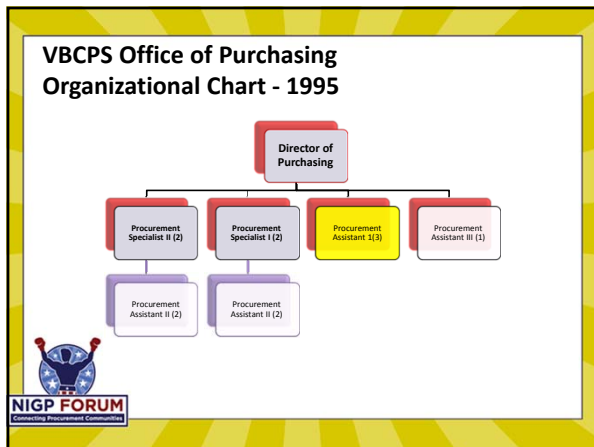 VBCPS Office of Purchasing
Organizational Chart - 1995
Director of
Purchasing
Procurement
Specialist II (2)
Procurement
Specialist I (2)
Procurement
Assistant 1(3)
Procurement
Assistant III (1)
Procurement
Assistant II (2)
Procurement
Assistant II (2)
NIGP FORUM
Connecting Procurement Communities